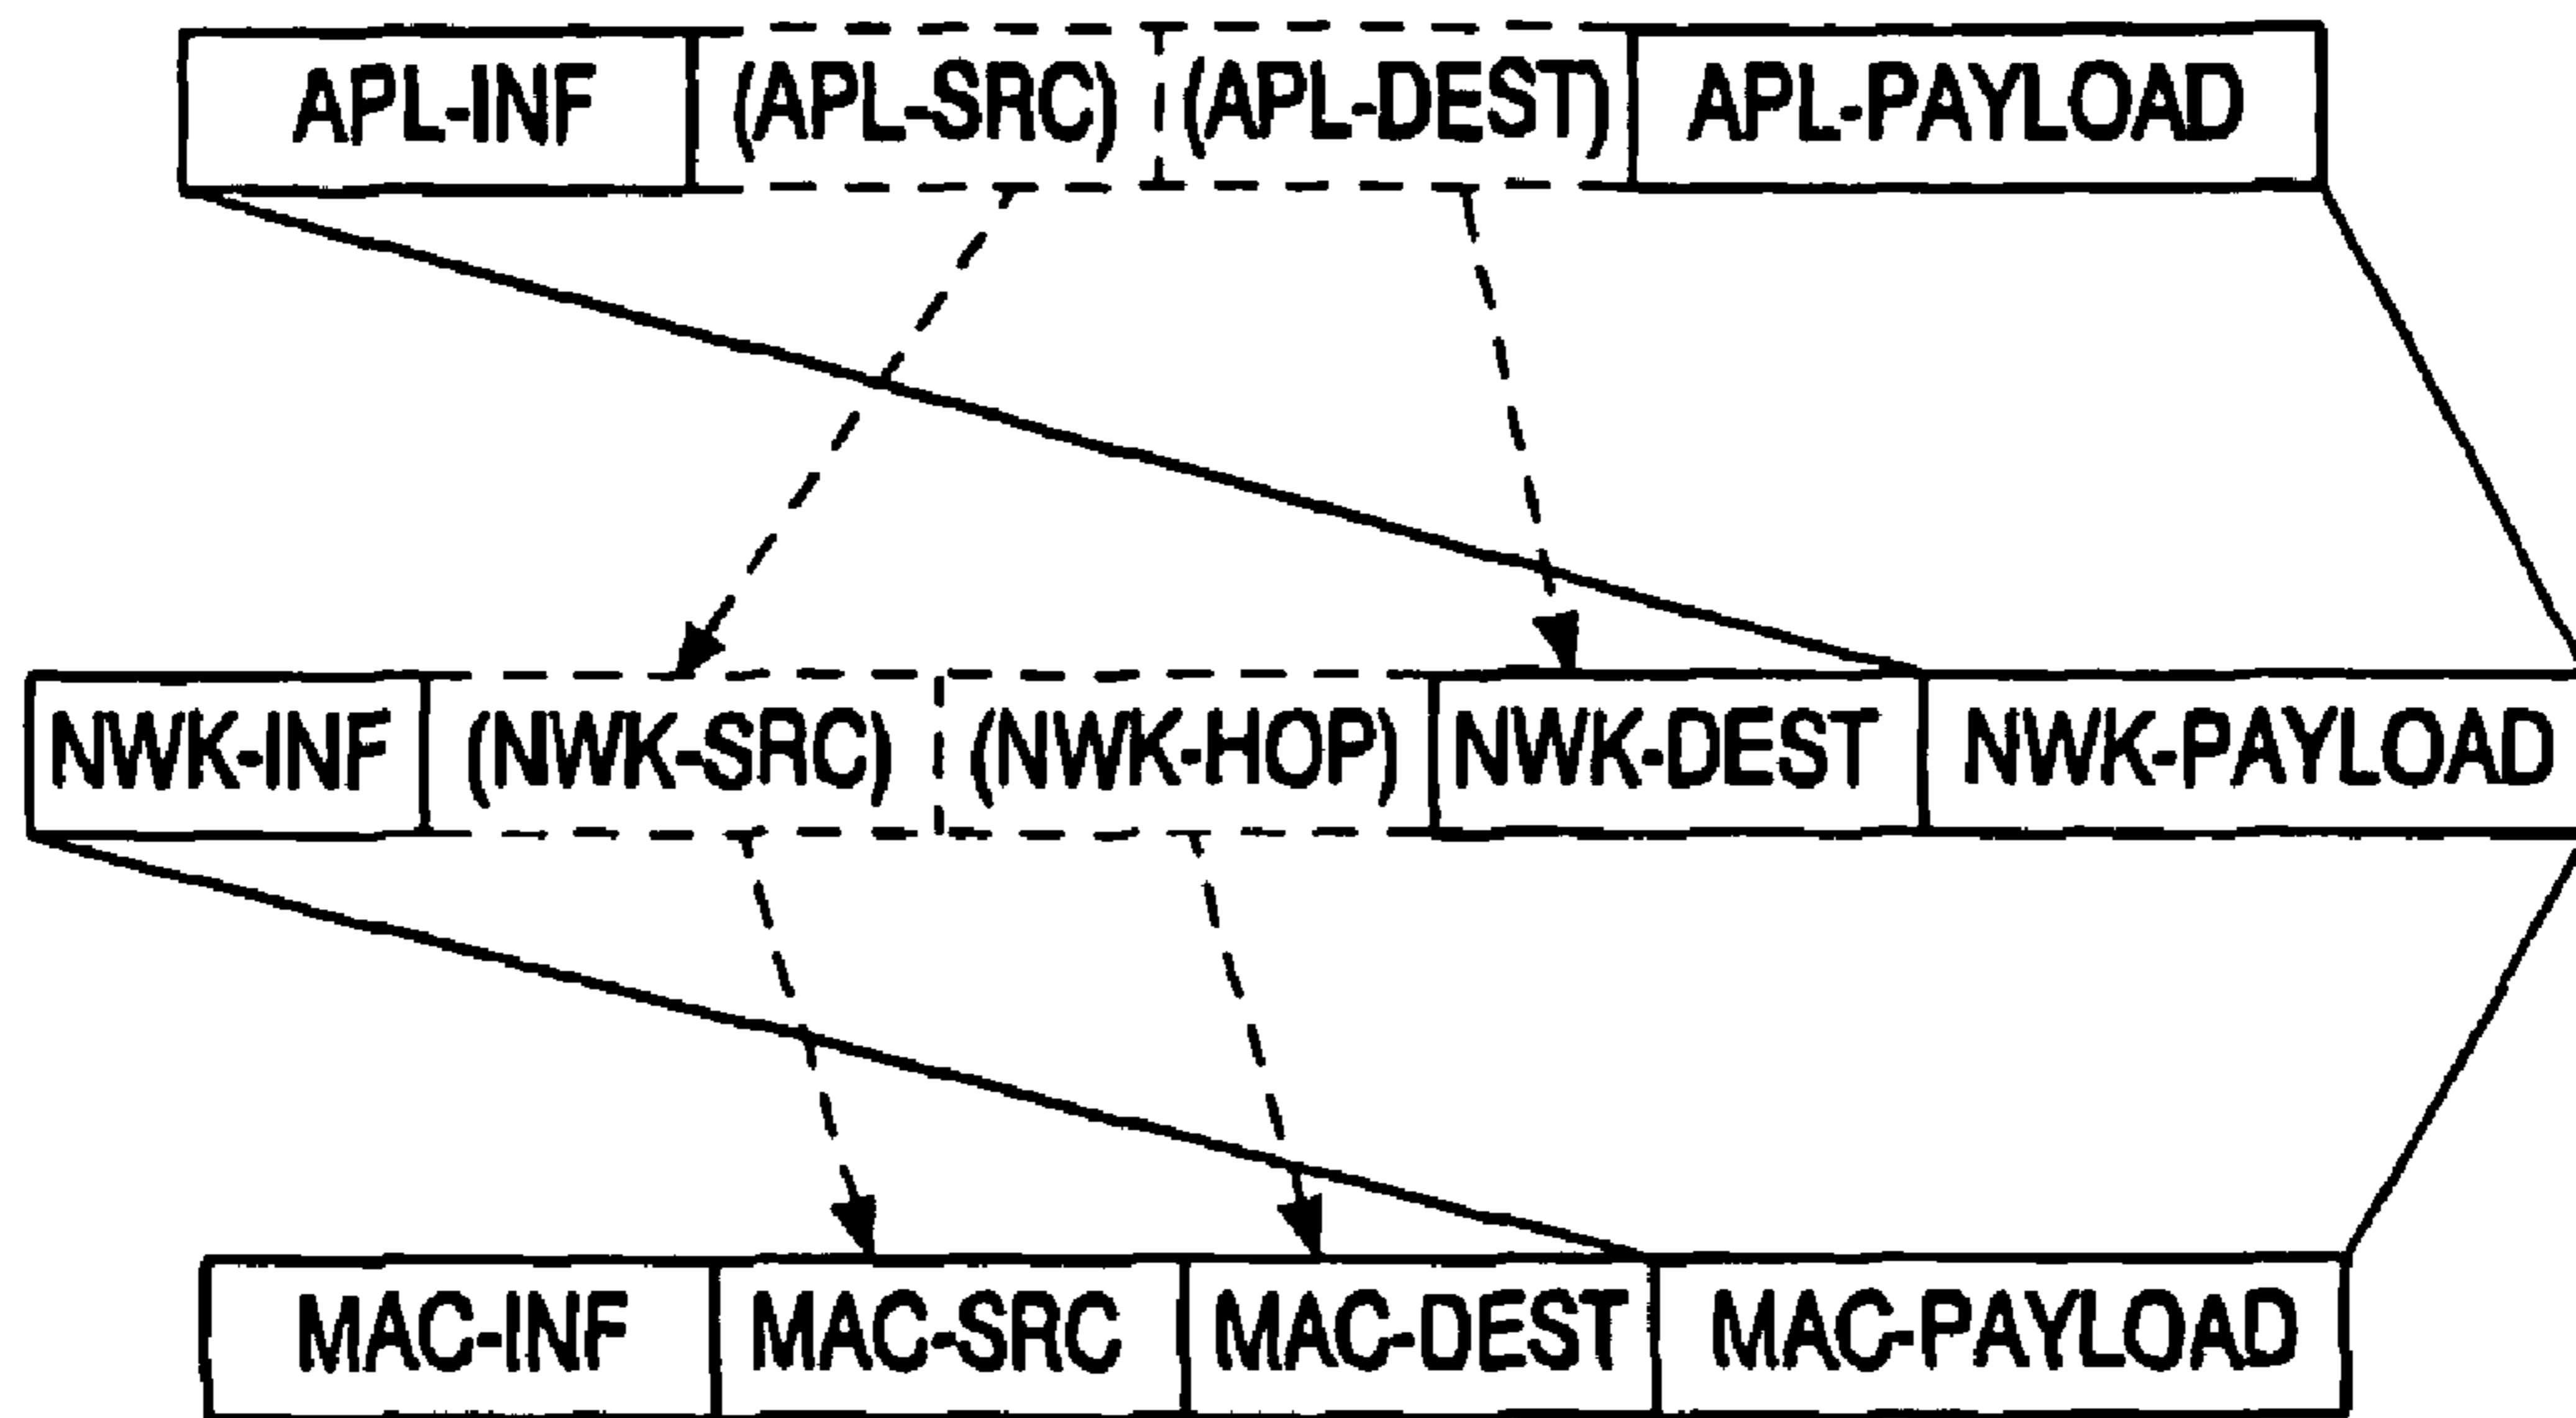 APL-INF (APL-SRC) (APL-DEST) APL-PAYLOAD
NWK-INF (NWK-SRC) (NWK-HOP) NWK-DEST NWK-PAYLOAD
MAC-INF MAC-SRC MAC-DEST MAC-PAYLOAD